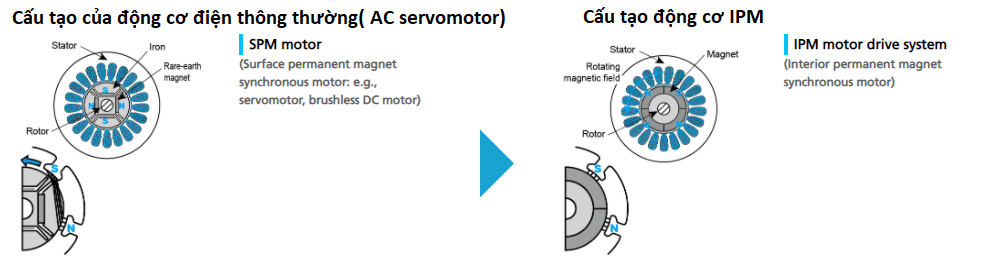 Cấu tạo của động cơ điện thông thường( AC servomotor)
Stator
Iron
Rare-earth
magnet
S
N
N
S
Rotor
S
N
SPM motor
(Surface permanent magnet
synchronous motor: e.g.,
servomotor, brushless DC motor)
Cấu tạo động cơ IPM
Stator
Magnet
Rotating
magnetic field
Rotor
S
N
IPM motor drive system
(Interior permanent magnet
synchronous motor)